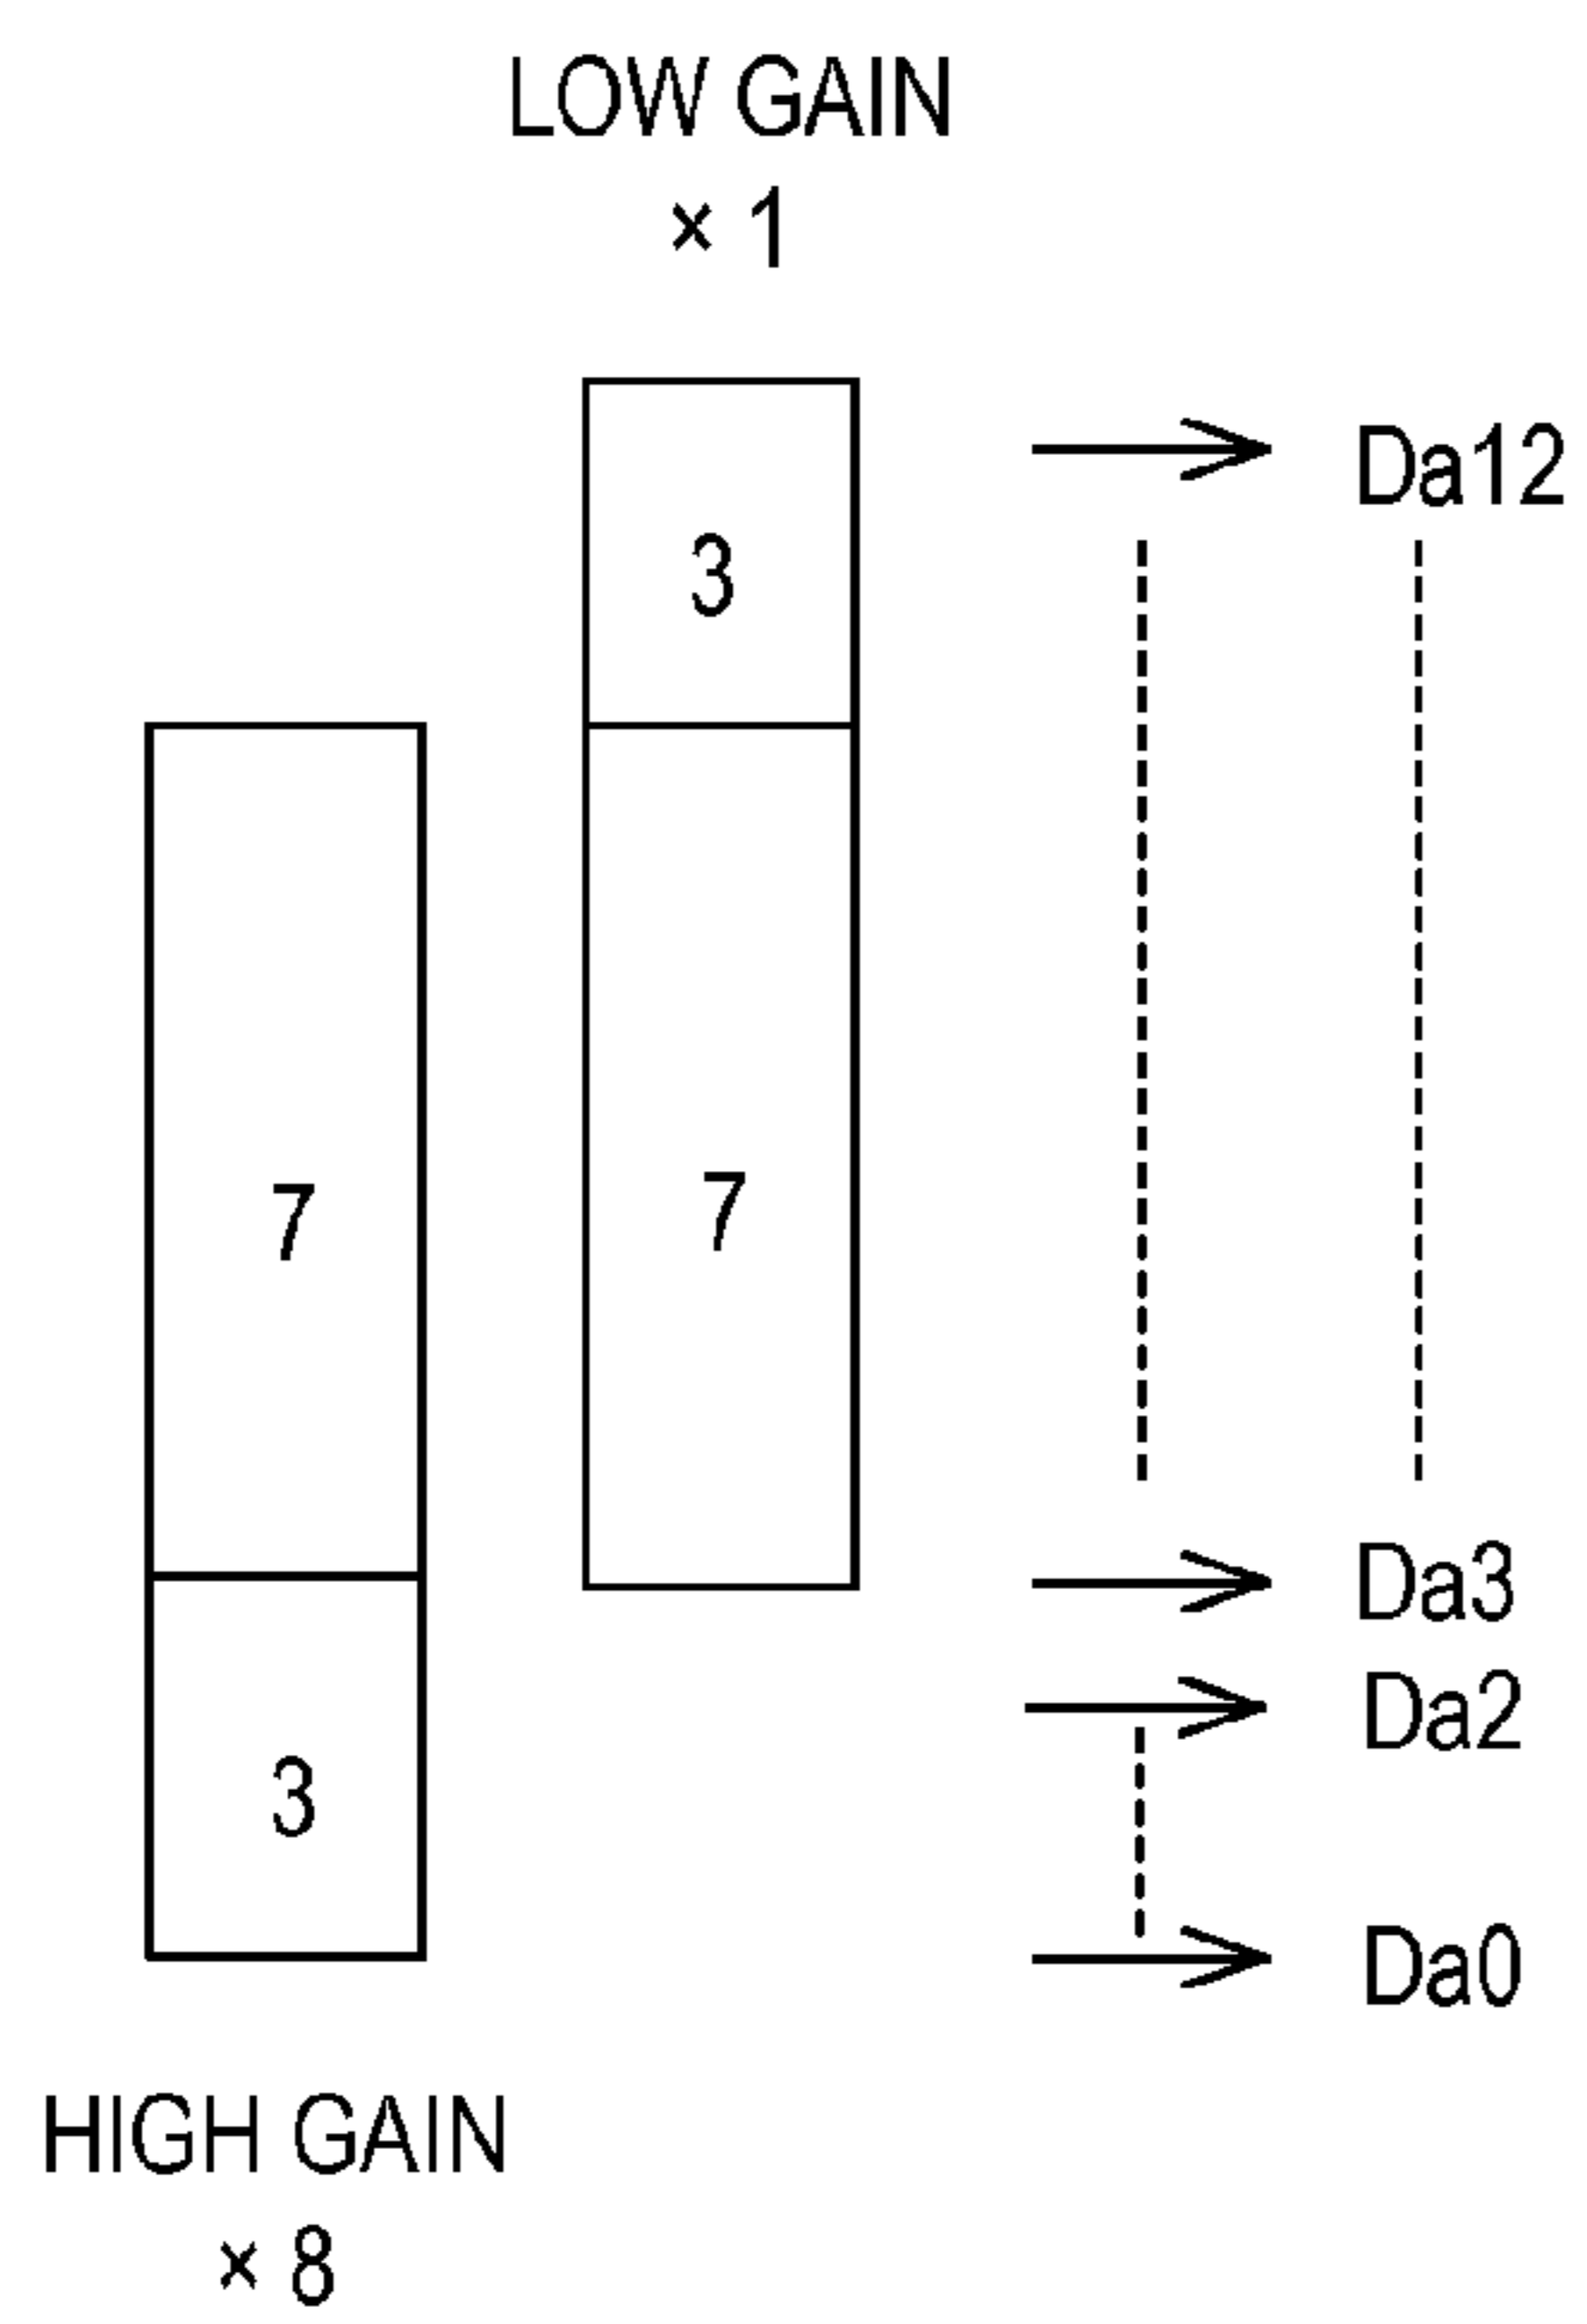 LOW GAIN
× 1
Da12
3
7
7
Da3
Da2
3
Da0
HIGH GAIN
× 8